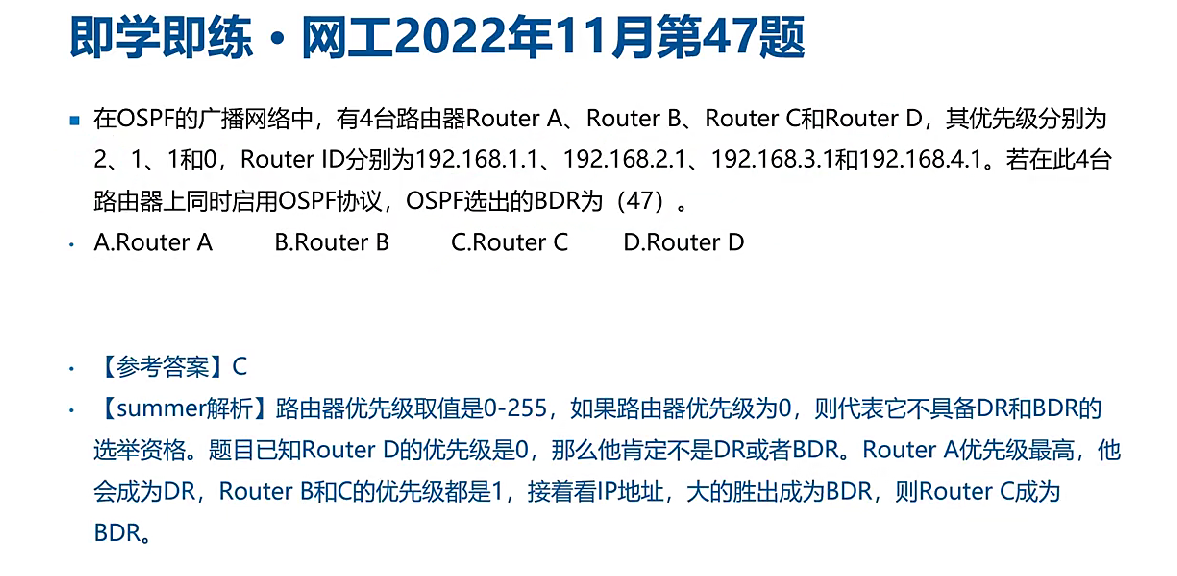 即学即练•网工2022年11月第47题
■ 在OSPF的广播网络中，有4台路由器Router A、Router B、Router C和Router D，其优先级分别为
2、1、1和0，Router ID分别为192.168.1.1、192.168.2.1、192.168.3.1和192.168.4.1。若在此4台
路由器上同时启用OSPF协议，OSPF选出的BDR为（47）。
• A.Router A B.Router B C.Router C D.Router D
• 【参考答案】C
• 【summer解析】路由器优先级取值是0-255，如果路由器优先级为0，则代表它不具备DR和BDR的
选举资格。题目已知Router D的优先级是0，那么他肯定不是DR或者BDR。Router A优先级最高，他
会成为DR，Router B和C的优先级都是1，接着看IP地址，大的胜出成为BDR，则Router C成为
BDR。